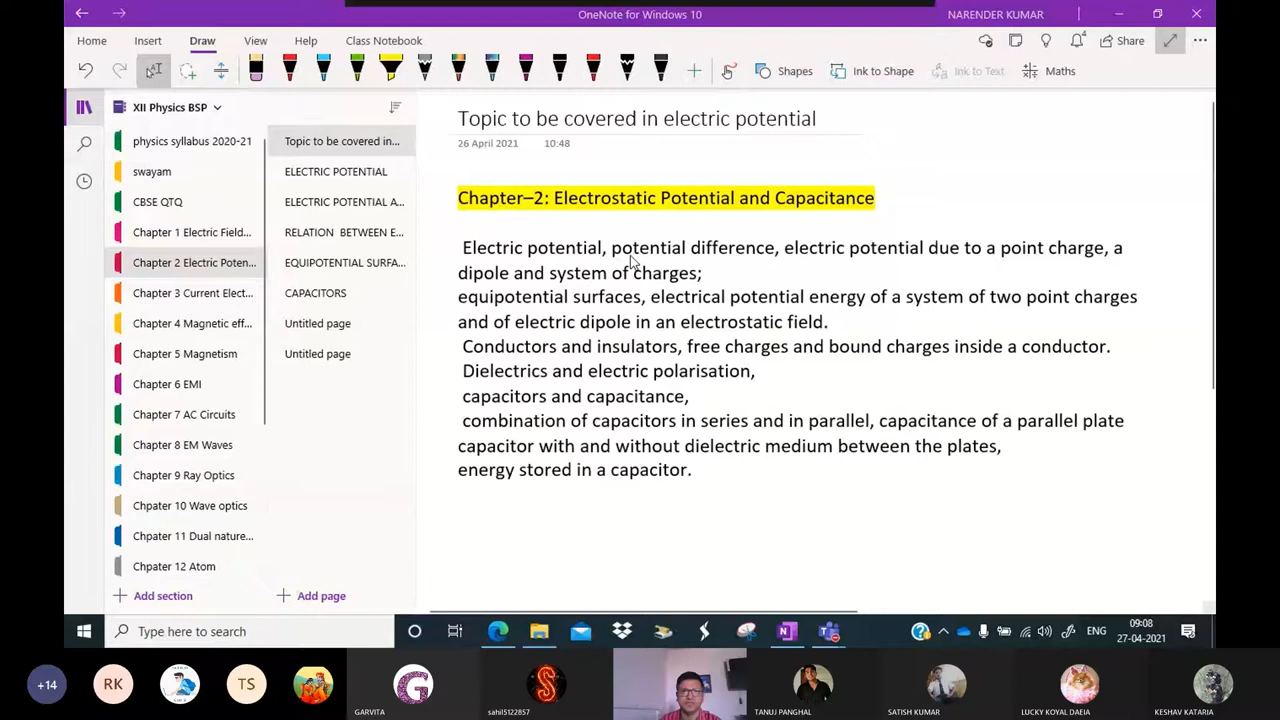 OneNote for Windows 10
NARENDER KUMAR
Home Insert Draw View Help Class Notebook
Share
Shapes Ink to Shape Ink to Text Maths
XII Physics BSP
physics syllabus 2020-21
swayam
CBSE QTQ
Chapter 1 Electric Field...
Chapter 2 Electric Poten...
Chapter 3 Current Elect...
Chapter 4 Magnetic eff...
Chapter 5 Magnetism
Chapter 6 EMI
Chapter 7 AC Circuits
Chapter 8 EM Waves
Chapter 9 Ray Optics
Chpater 10 Wave optics
Chpater 11 Dual nature...
Chpater 12 Atom
Add section
Topic to be covered in...
ELECTRIC POTENTIAL
ELECTRIC POTENTIAL A...
RELATION BETWEEN E...
EQUIPOTENTIAL SURFA...
CAPACITORS
Untitled page
Untitled page
Add page
Topic to be covered in electric potential
26 April 2021 10:48
Chapter–2: Electrostatic Potential and Capacitance
Electric potential, potential difference, electric potential due to a point charge, a
dipole and system of charges;
equipotential surfaces, electrical potential energy of a system of two point charges
and of electric dipole in an electrostatic field.
Conductors and insulators, free charges and bound charges inside a conductor.
Dielectrics and electric polarisation,
capacitors and capacitance,
combination of capacitors in series and in parallel, capacitance of a parallel plate
capacitor with and without dielectric medium between the plates,
energy stored in a capacitor.
Type here to search
ENG
09:08
27-04-2021
+14
RK
TS
G
S
GARVITA
sahil5122857
TANUJ PANGHAL
SATISH KUMAR
LUCKY KOYAL DAEIA
KESHAV KATARIA